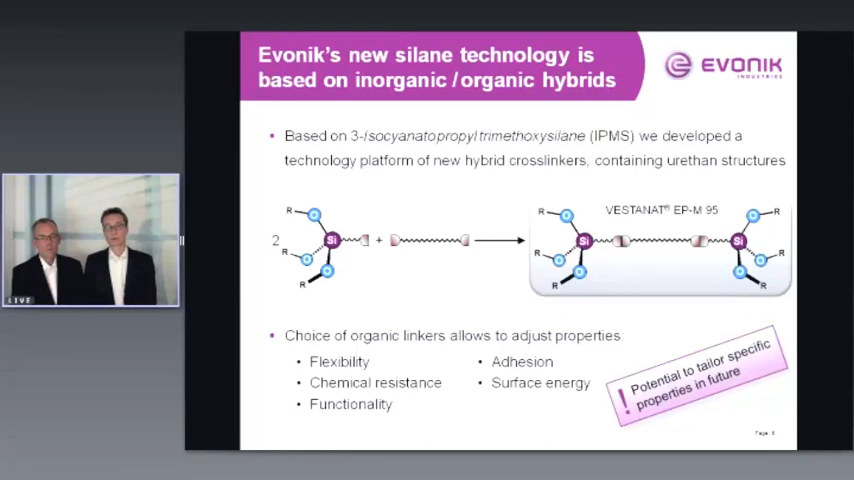 Evonik's new silane technology is
based on inorganic / organic hybrids
EVONIK
INDUSTRIES
▪ Based on 3-isocyanatopropyltrimethoxysilane (IPMS) we developed a
technology platform of new hybrid crosslinkers, containing urethan structures
VESTANAT® EP-M 95
R O O R
R O Si
2 + Si Si
R O O R
R O O R
R R
▪ Choice of organic linkers allows to adjust properties
• Flexibility • Adhesion
• Chemical resistance • Surface energy
• Functionality
! Potential to tailor specific
properties in future
LIVE